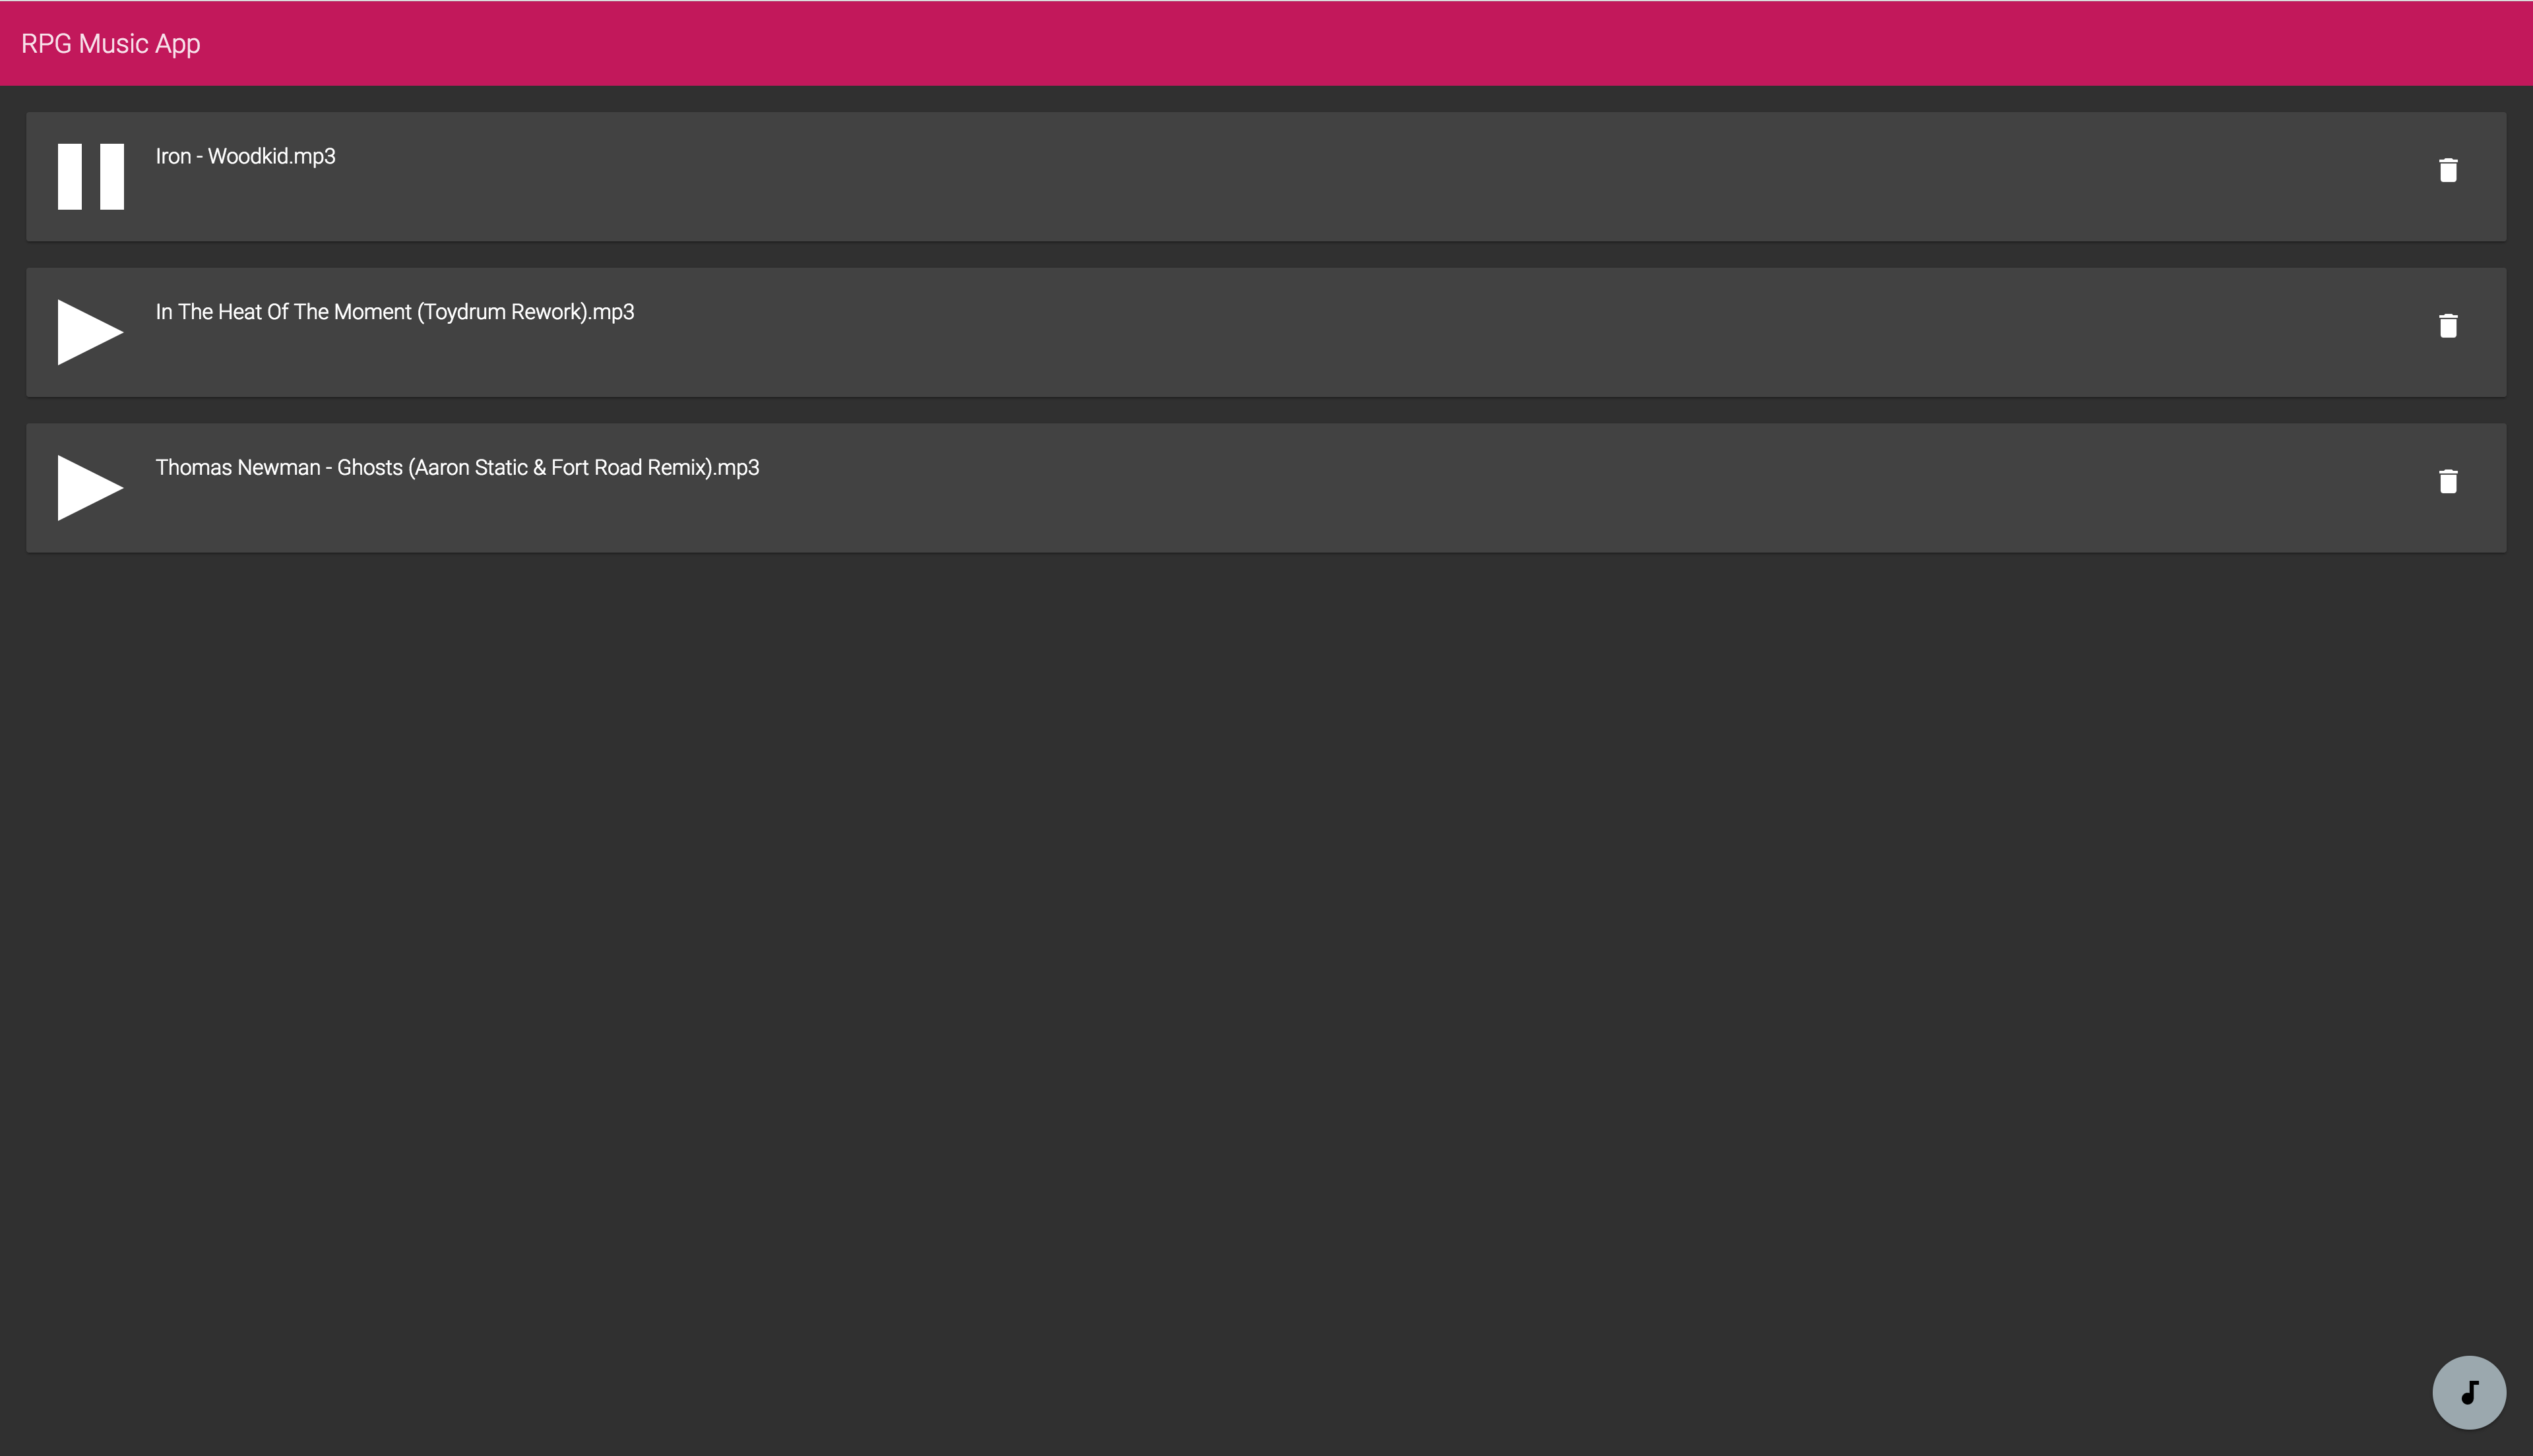 RPG Music App
Iron - Woodkid.mp3
In The Heat Of The Moment (Toydrum Rework).mp3
Thomas Newman - Ghosts (Aaron Static & Fort Road Remix).mp3